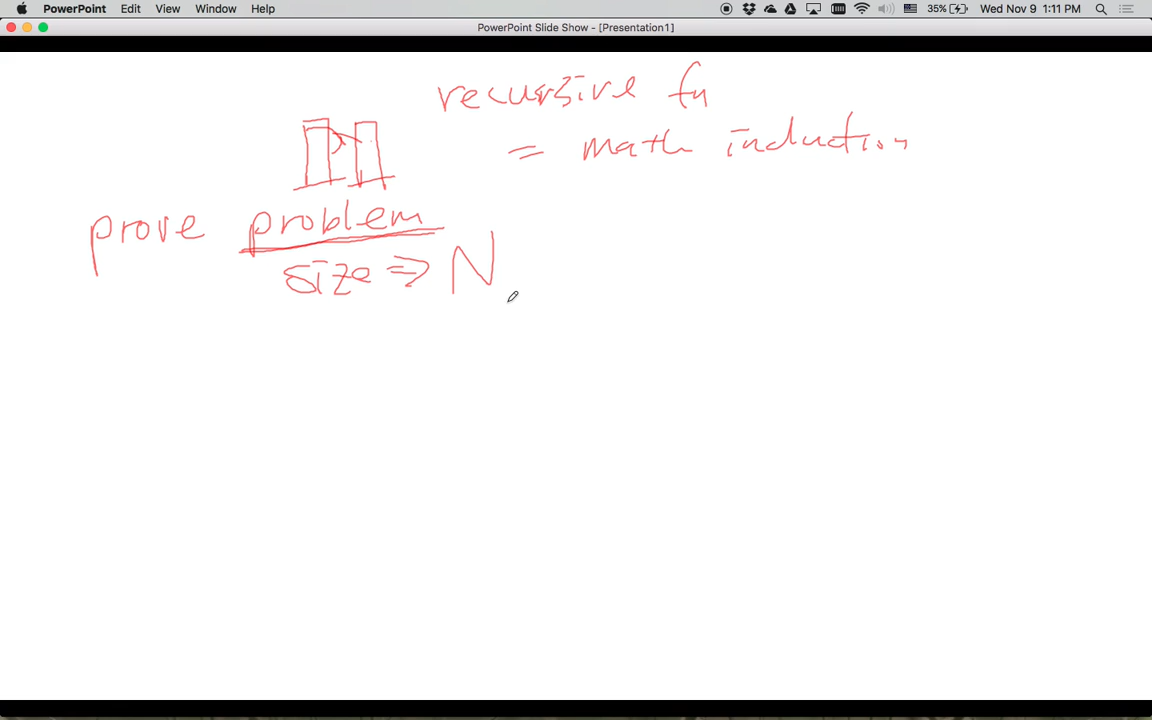 PowerPoint Edit View Window Help 35% Wed Nov 9 1:11 PM
PowerPoint Slide Show - [Presentation1]
recursive fn
= math induction
prove problem
size => N